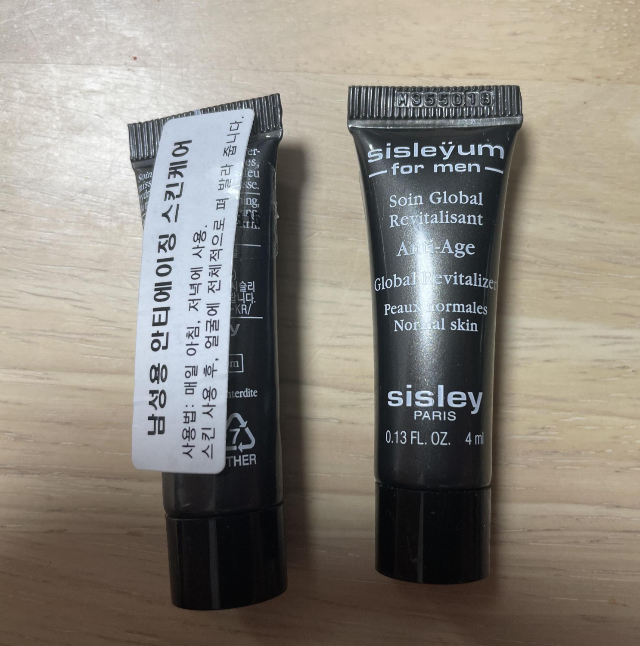 남성용 안티에이징 스킨케어
사용법: 매일 아침, 저녁에 사용.
스킨 사용 후, 얼굴에 전체적으로 펴 발라 줍니다.
7
THER
M955018
sisleÿum
for men
Soin Global
Revitalisant
Anti-Age
Global Revitalizer
Peaux normales
Normal skin
sisley
PARIS
0.13 FL. OZ. 4 ml